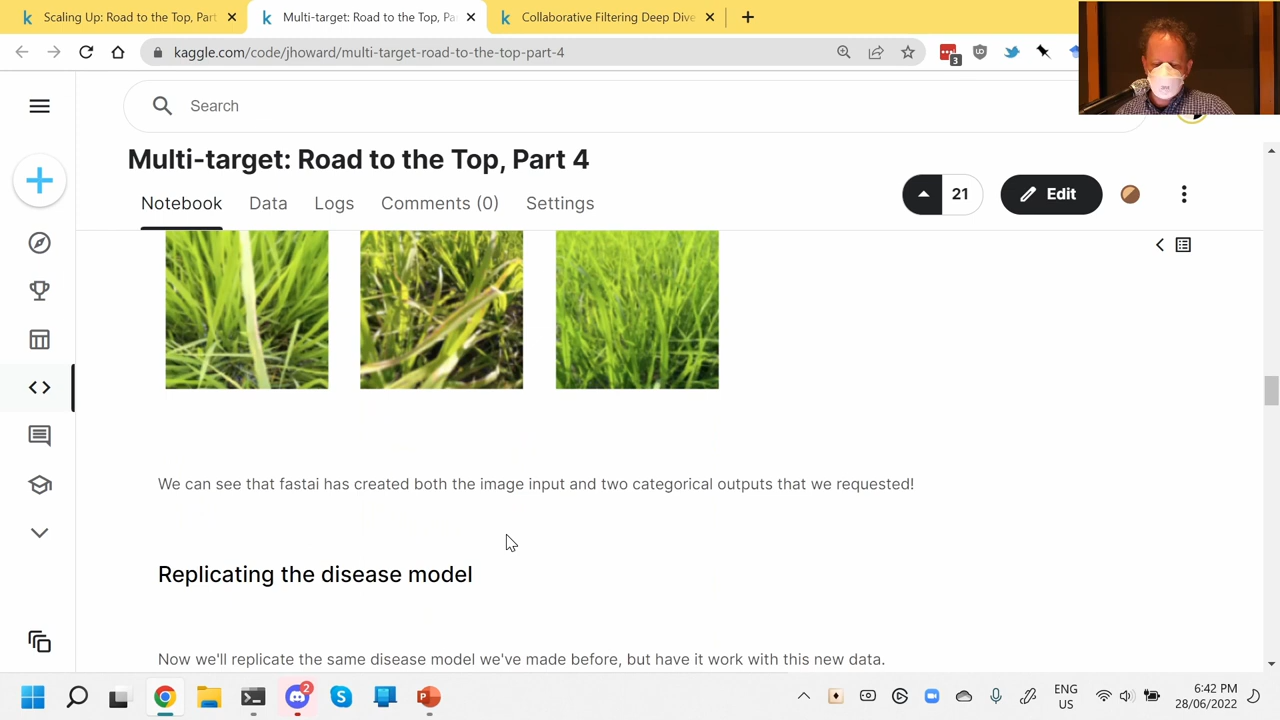 Scaling Up: Road to the Top, Part
Multi-target: Road to the Top, Pa
Collaborative Filtering Deep Dive
kaggle.com/code/jhoward/multi-target-road-to-the-top-part-4
3
Search
Multi-target: Road to the Top, Part 4
Notebook
Data
Logs
Comments (0)
Settings
21
Edit
We can see that fastai has created both the image input and two categorical outputs that we requested!
Replicating the disease model
Now we'll replicate the same disease model we've made before, but have it work with this new data.
2
ENG
US
6:42 PM
28/06/2022